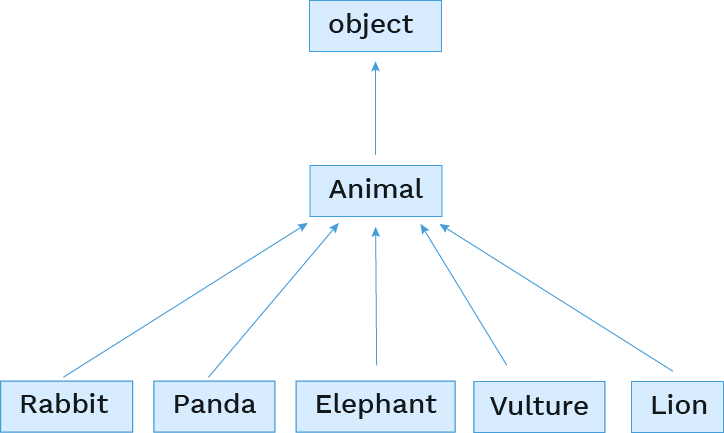 object
Animal
Rabbit
Panda
Elephant
Vulture
Lion